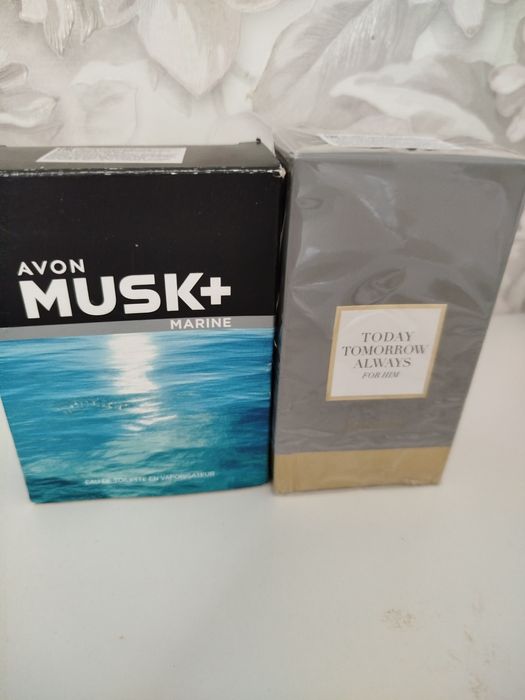 AVON
MUSK+
MARINE
EAU DE TOILETTE EN VAPORISATEUR
TODAY
TOMORROW
ALWAYS
FOR HIM